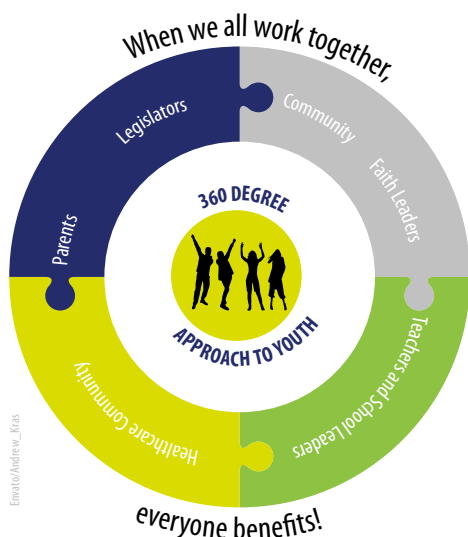 When we all work together,
Legislators
Parents
Community
Faith Leaders
360 DEGREE
APPROACH TO YOUTH
Healthcare Community
Teachers and School Leaders
Envato/Andrew_Kras
everyone benefits!